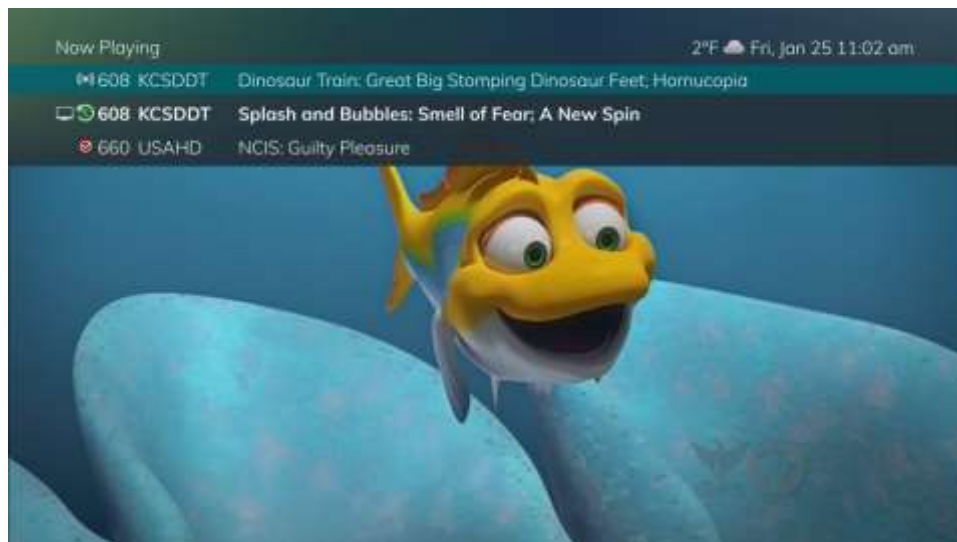 Now Playing 2°F Fri, Jan 25 11:02 am
608 KCSDDT Dinosaur Train: Great Big Stomping Dinosaur Feet; Hornucopia
608 KCSDDT Splash and Bubbles: Smell of Fear; A New Spin
660 USAHD NCIS: Guilty Pleasure